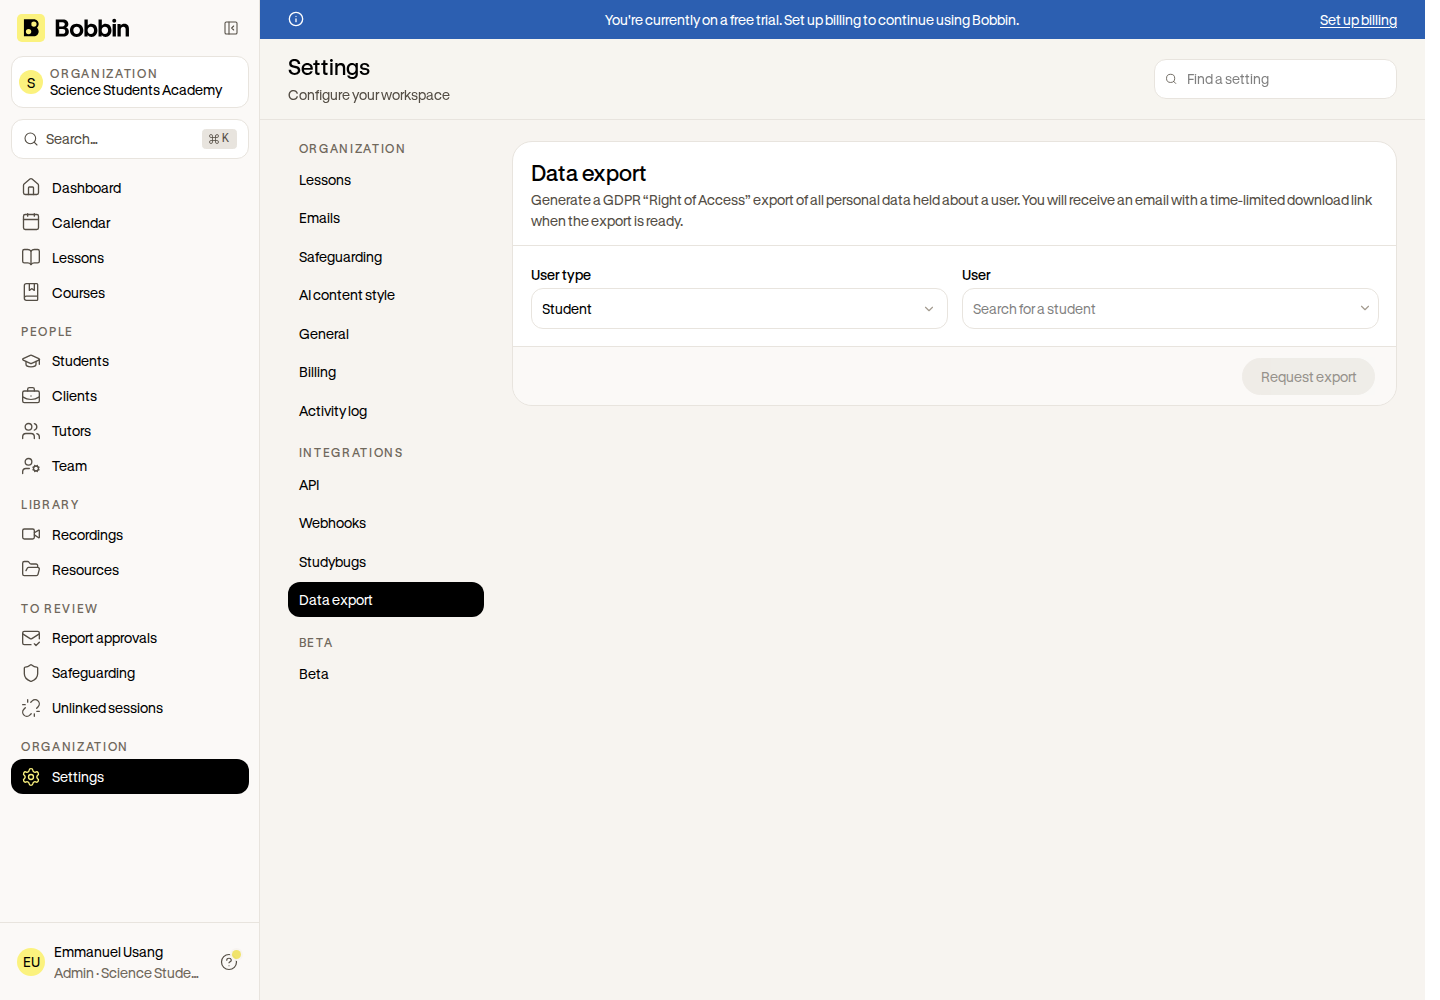 Bobbin
ORGANIZATION
S
Science Students Academy
Search...
⌘ K
Dashboard
Calendar
Lessons
Courses
PEOPLE
Students
Clients
Tutors
Team
LIBRARY
Recordings
Resources
TO REVIEW
Report approvals
Safeguarding
Unlinked sessions
ORGANIZATION
Settings
EU
Emmanuel Usang
Admin · Science Stude...
You're currently on a free trial. Set up billing to continue using Bobbin.
Set up billing
Settings
Configure your workspace
Find a setting
ORGANIZATION
Lessons
Emails
Safeguarding
AI content style
General
Billing
Activity log
INTEGRATIONS
API
Webhooks
Studybugs
Data export
BETA
Beta
Data export
Generate a GDPR “Right of Access” export of all personal data held about a user. You will receive an email with a time-limited download link
when the export is ready.
User type
Student
User
Search for a student
Request export